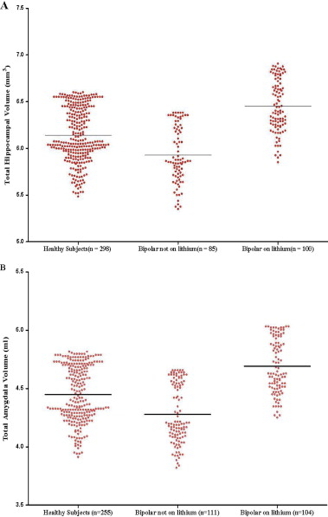 A
Total Hippocampal Volume (mm³)
7.5
7.0
6.5
6.0
5.5
5.0
Healthy Subjects(n = 298)
Bipolar not on lithium(n = 85)
Bipolar on lithium(n = 100)
B
Total Amygdala Volume (ml)
6.0
5.0
4.5
4.0
3.5
Healthy Subjects (n=255)
Bipolar not on lithium (n=111)
Bipolar on lithium (n=104)